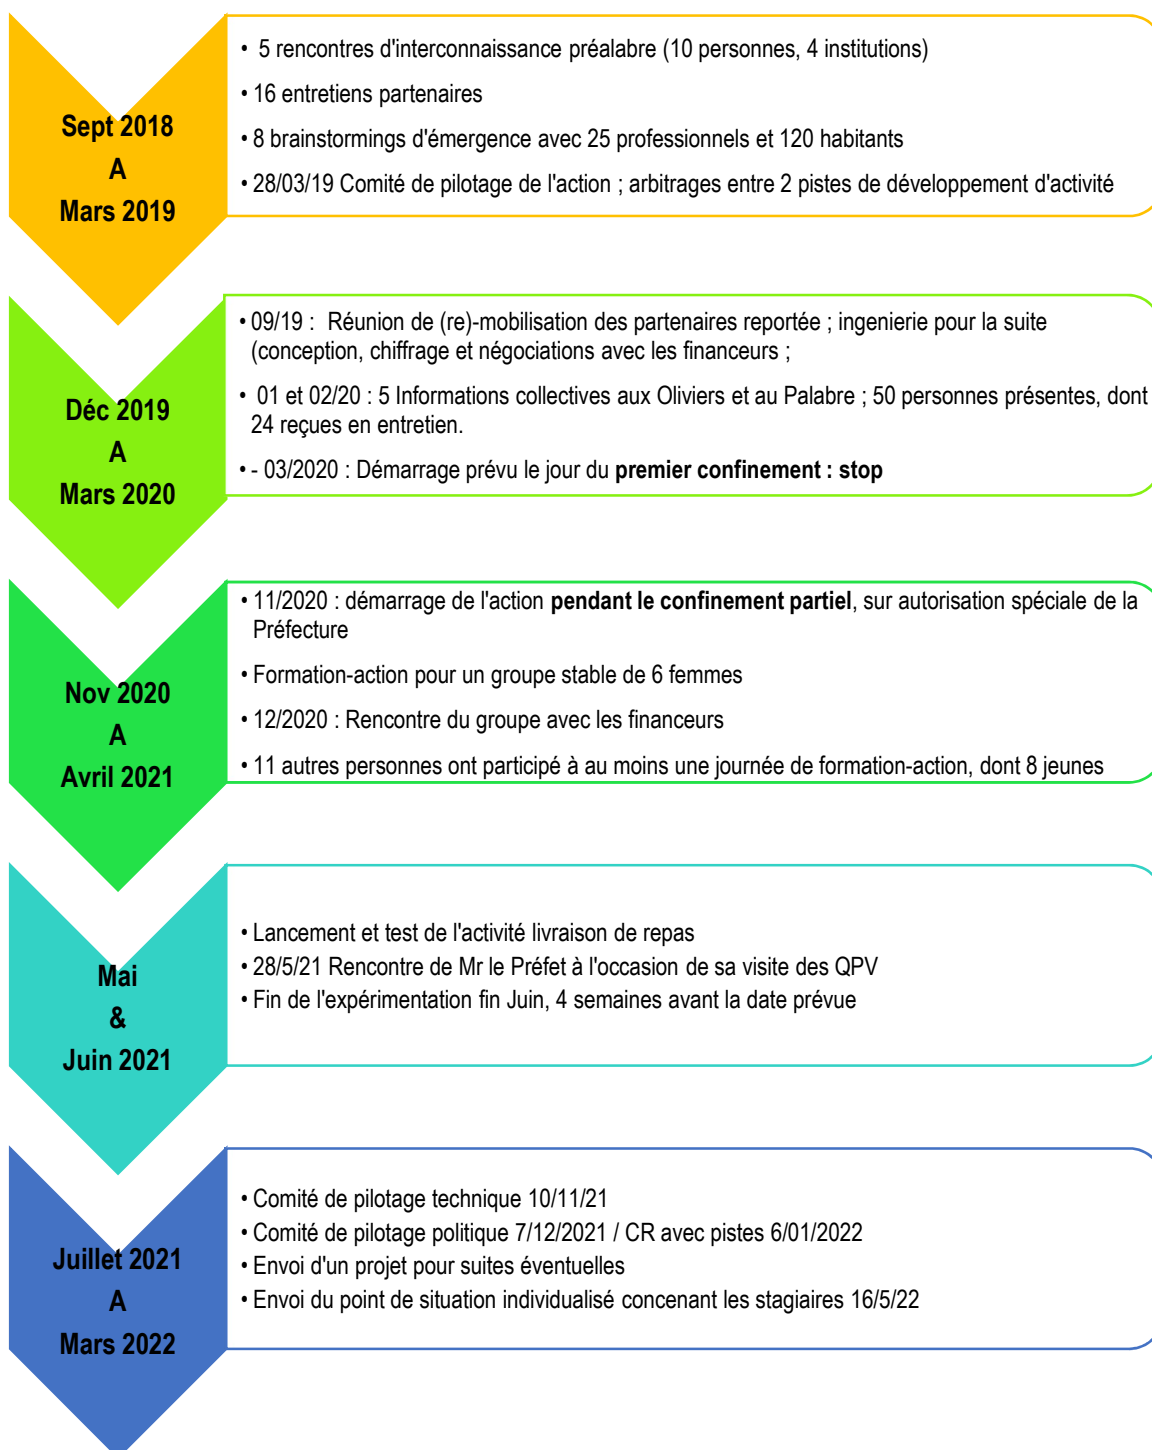 Sept 2018
A
Mars 2019
• 5 rencontres d'interconnaissance préalabre (10 personnes, 4 institutions)
• 16 entretiens partenaires
• 8 brainstormings d'émergence avec 25 professionnels et 120 habitants
• 28/03/19 Comité de pilotage de l'action ; arbitrages entre 2 pistes de développement d'activité
Déc 2019
A
Mars 2020
• 09/19 : Réunion de (re)-mobilisation des partenaires reportée ; ingenierie pour la suite
(conception, chiffrage et négociations avec les financeurs ;
• 01 et 02/20 : 5 Informations collectives aux Oliviers et au Palabre ; 50 personnes présentes, dont
24 reçues en entretien.
• - 03/2020 : Démarrage prévu le jour du premier confinement : stop
Nov 2020
A
Avril 2021
• 11/2020 : démarrage de l'action pendant le confinement partiel, sur autorisation spéciale de la
Préfecture
• Formation-action pour un groupe stable de 6 femmes
• 12/2020 : Rencontre du groupe avec les financeurs
• 11 autres personnes ont participé à au moins une journée de formation-action, dont 8 jeunes
Mai
&
Juin 2021
• Lancement et test de l'activité livraison de repas
• 28/5/21 Rencontre de Mr le Préfet à l'occasion de sa visite des QPV
• Fin de l'expérimentation fin Juin, 4 semaines avant la date prévue
Juillet 2021
A
Mars 2022
• Comité de pilotage technique 10/11/21
• Comité de pilotage politique 7/12/2021 / CR avec pistes 6/01/2022
• Envoi d'un projet pour suites éventuelles
• Envoi du point de situation individualisé concenant les stagiaires 16/5/22